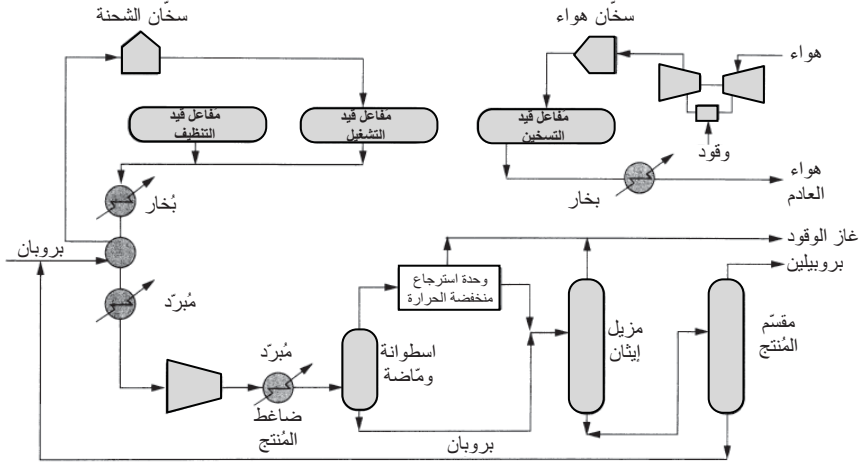 سخّان الشحنة
سخّان هواء
هواء
مفاعل قيد
التنظيف
مفاعل قيد
التشغيل
مفاعل قيد
التسخين
وقود
هواء
العادم
بخار
بُخار
غاز الوقود
بروبيلين
بروبان
وحدة استرجاع
منخفضة الحرارة
مُبرّد
مُبرّد
اسطوانة
ومّاضة
مزيل
إيثان
مقسّم
المُنتج
ضاغط
المُنتج
بروبان